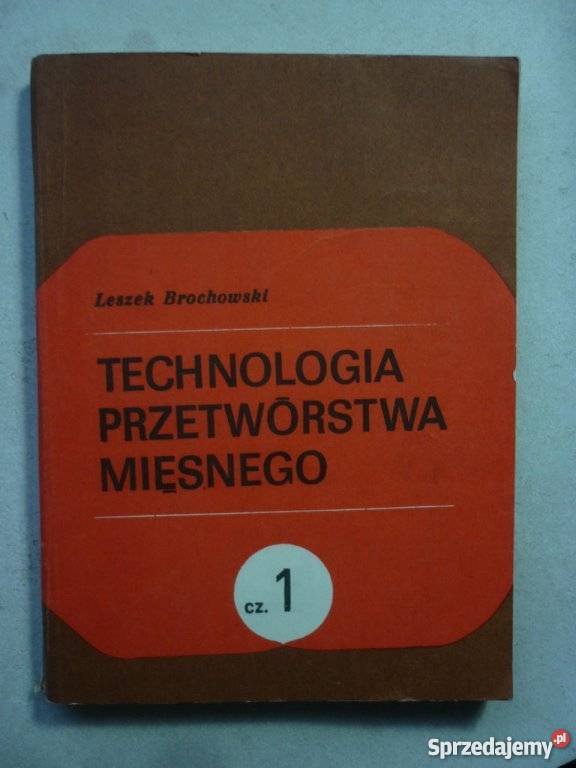 Leszek Brochowski
TECHNOLOGIA
PRZETWÓRSTWA
MIĘSNEGO
cz. 1
Sprzedajemy.pl